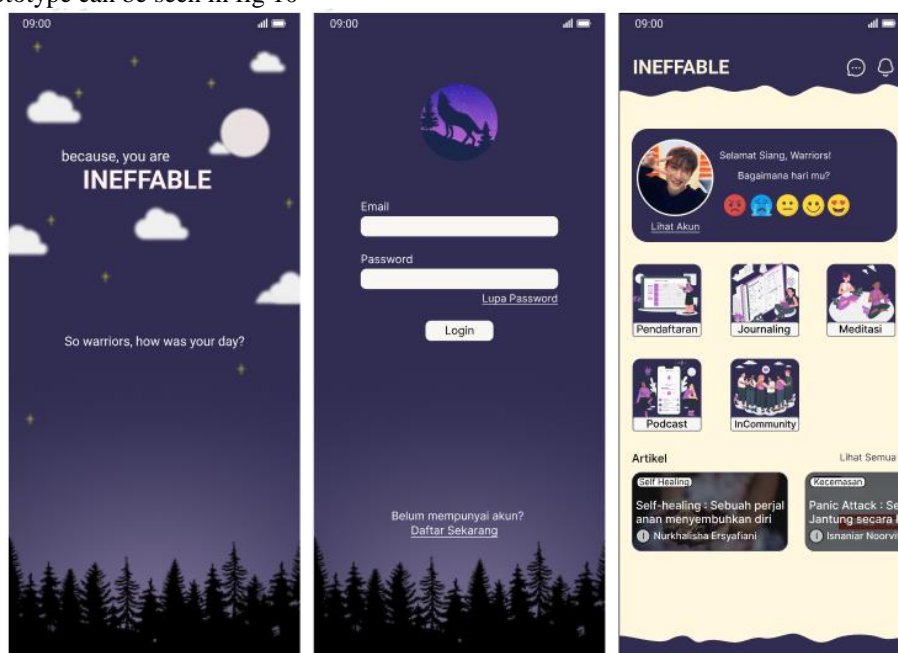 ototype can be seen in fig 10
09:00
because, you are
INEFFABLE
So warriors, how was your day?
09:00
Email
Password
Lupa Password
Login
Belum mempunyai akun?
Daftar Sekarang
09:00
INEFFABLE
Selamat Siang, Warriors!
Bagaimana hari mu?
Lihat Akun
Pendaftaran
Journaling
Meditasi
Podcast
InCommunity
Artikel
Lihat Semua
Self Healing
Self-healing : Sebuah perjal
anan menyembuhkan diri
Nurkhalisha Ersyafiani
Kecemasan
Panic Attack : Se
Jantung secara
Isnaniar Noorvi